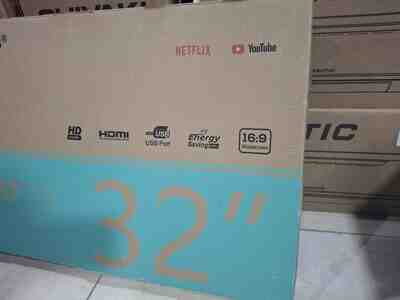 NETFLIX YouTube
HD HDMI USB USB Port Energy Saving 16:9
TIC
32"